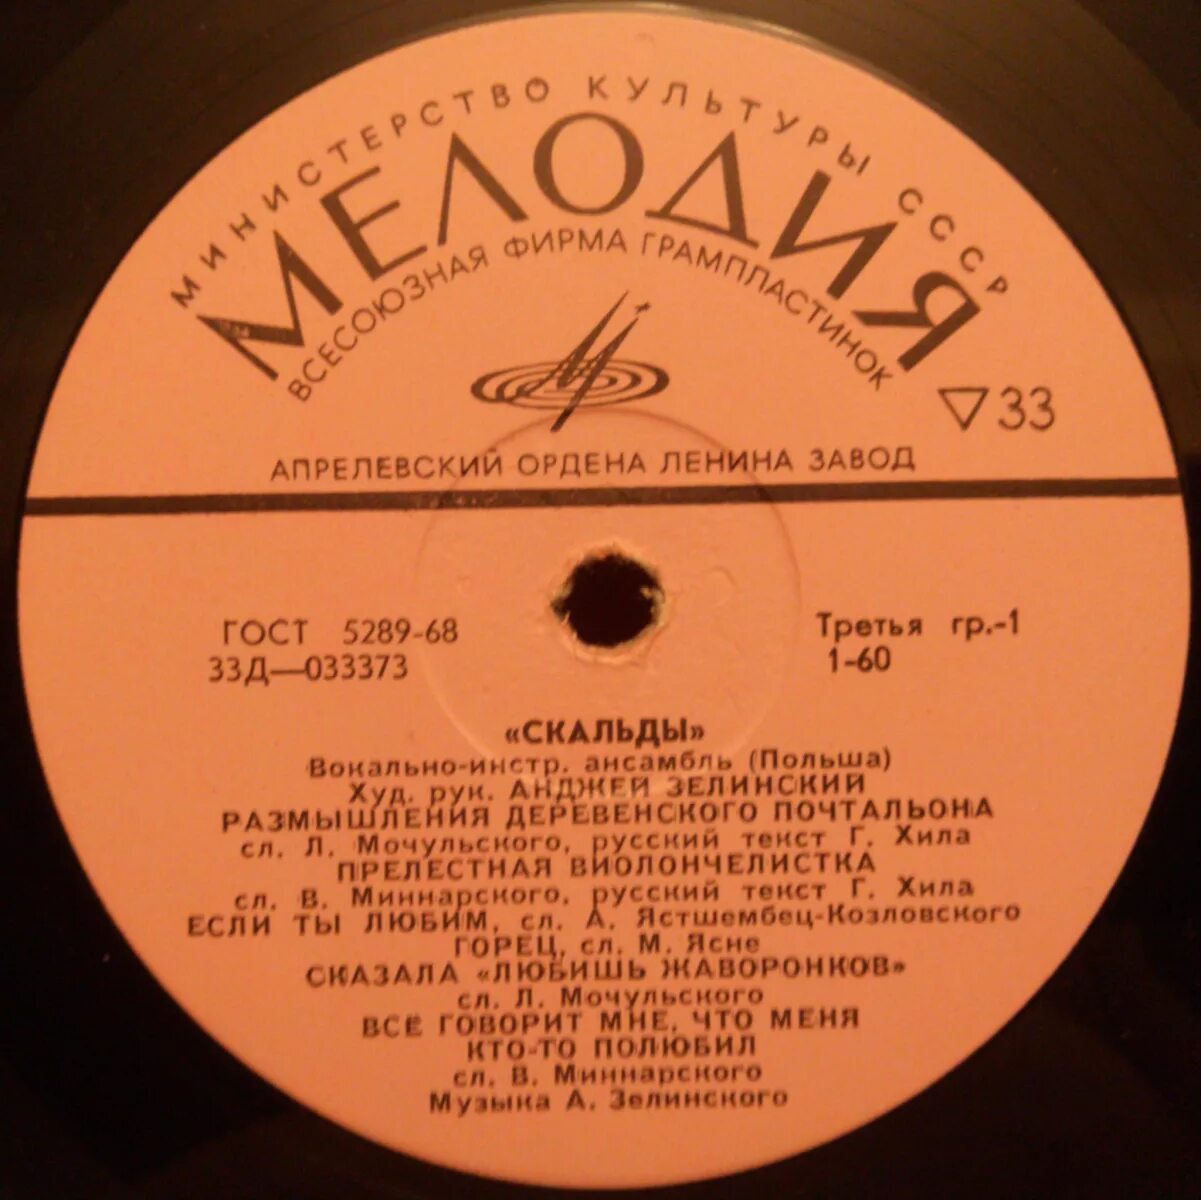 МИНИСТЕРСТВО КУЛЬТУРЫ СССР
МЕЛОДИЯ
ВСЕСОЮЗНАЯ ФИРМА ГРАМПЛАСТИНОК
▽33
АПРЕЛЕВСКИЙ ОРДЕНА ЛЕНИНА ЗАВОД
ГОСТ 5289-68
Третья гр.-1
33Д—033373
1-60
«СКАЛЬДЫ»
Вокально-инстр. ансамбль (Польша)
Худ. рук. АНДЖЕЙ ЗЕЛИНСКИЙ
РАЗМЫШЛЕНИЯ ДЕРЕВЕНСКОГО ПОЧТАЛЬОНА
сл. Л. Мочульского, русский текст Г. Хила
ПРЕЛЕСТНАЯ ВИОЛОНЧЕЛИСТКА
сл. В. Миннарского, русский текст Г. Хила
ЕСЛИ ТЫ ЛЮБИМ, сл. А. Ястшембец-Козловского
ГОРЕЦ, сл. М. Ясне
СКАЗАЛА «ЛЮБИШЬ ЖАВОРОНКОВ»
сл. Л. Мочульского
ВСЕ ГОВОРИТ МНЕ, ЧТО МЕНЯ
КТО-ТО ПОЛЮБИЛ
сл. В. Миннарского
Музыка А. Зелинского